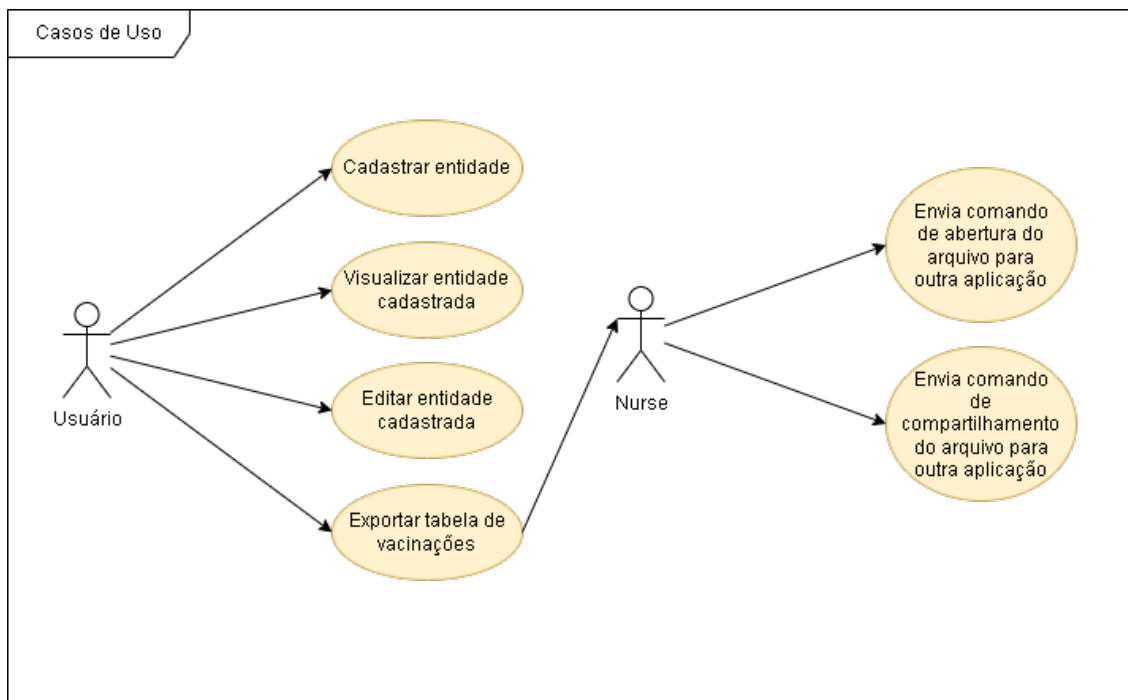 Casos de Uso
Cadastrar entidade
Visualizar entidade
cadastrada
Editar entidade
cadastrada
Exportar tabela de
vacinações
Usuário
Nurse
Envia comando
de abertura do
arquivo para
outra aplicação
Envia comando
de
compartilhamento
do arquivo para
outra aplicação